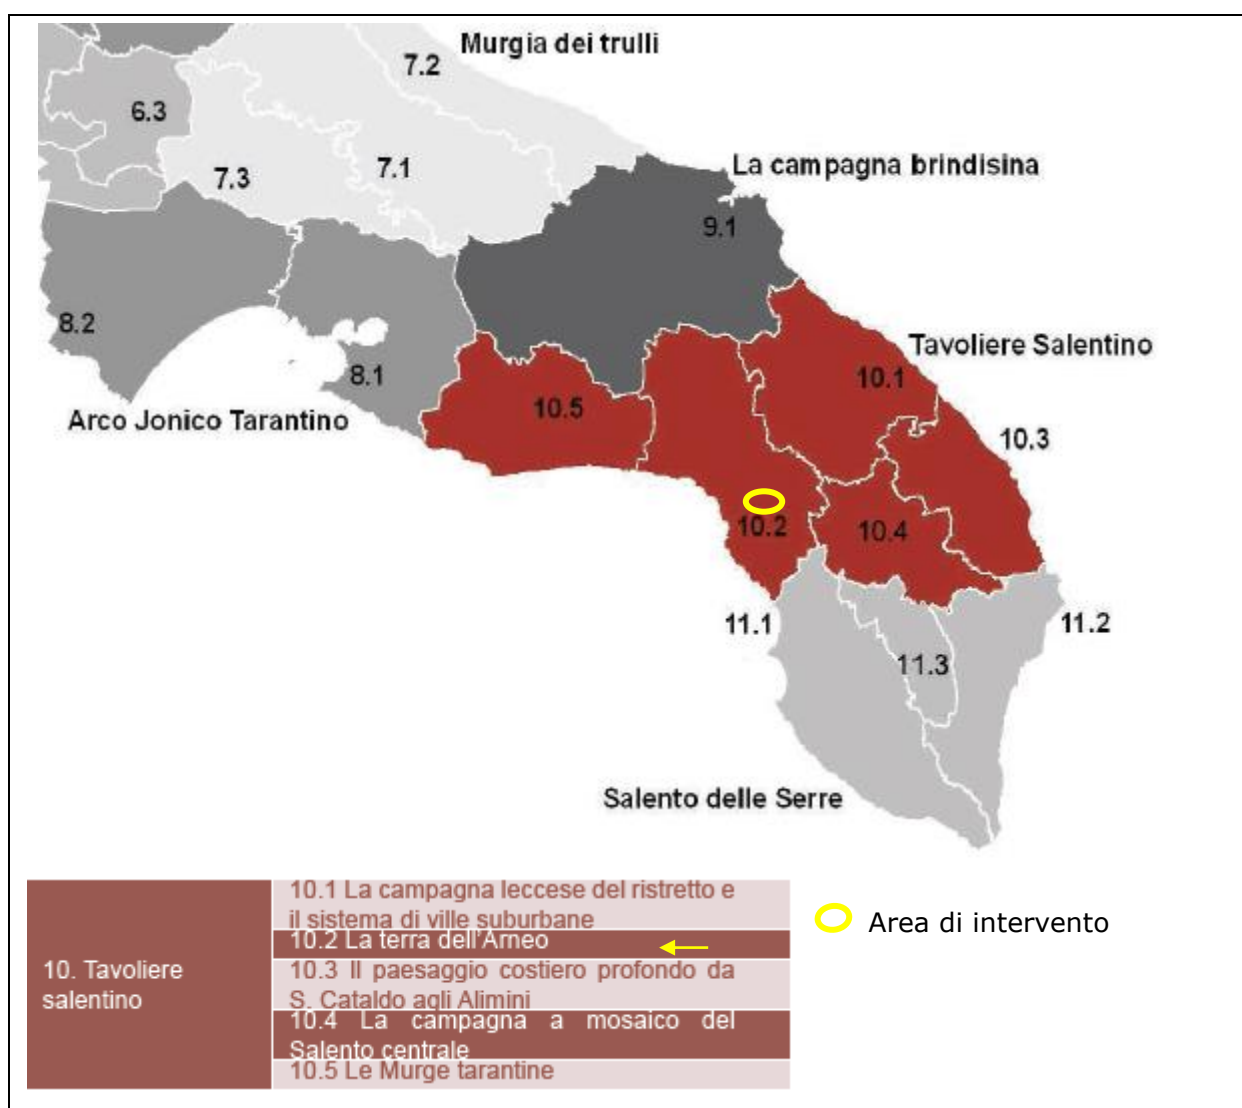 Murgia dei trulli
7.2
6.3
La campagna brindisina
7.1
7.3
9.1
8.2
Tavoliere Salentino
8.1
10.1
10.5
Arco Jonico Tarantino
10.3
10.2
10.4
11.1
11.2
11.3
Salento delle Serre
10. Tavoliere
salentino
10.1 La campagna leccese del ristretto e
il sistema di ville suburbane
10.2 La terra dell'Arneo
10.3 Il paesaggio costiero profondo da
S. Cataldo agli Alimini
10.4 La campagna a mosaico del
Salento centrale
10.5 Le Murge tarantine
Area di intervento